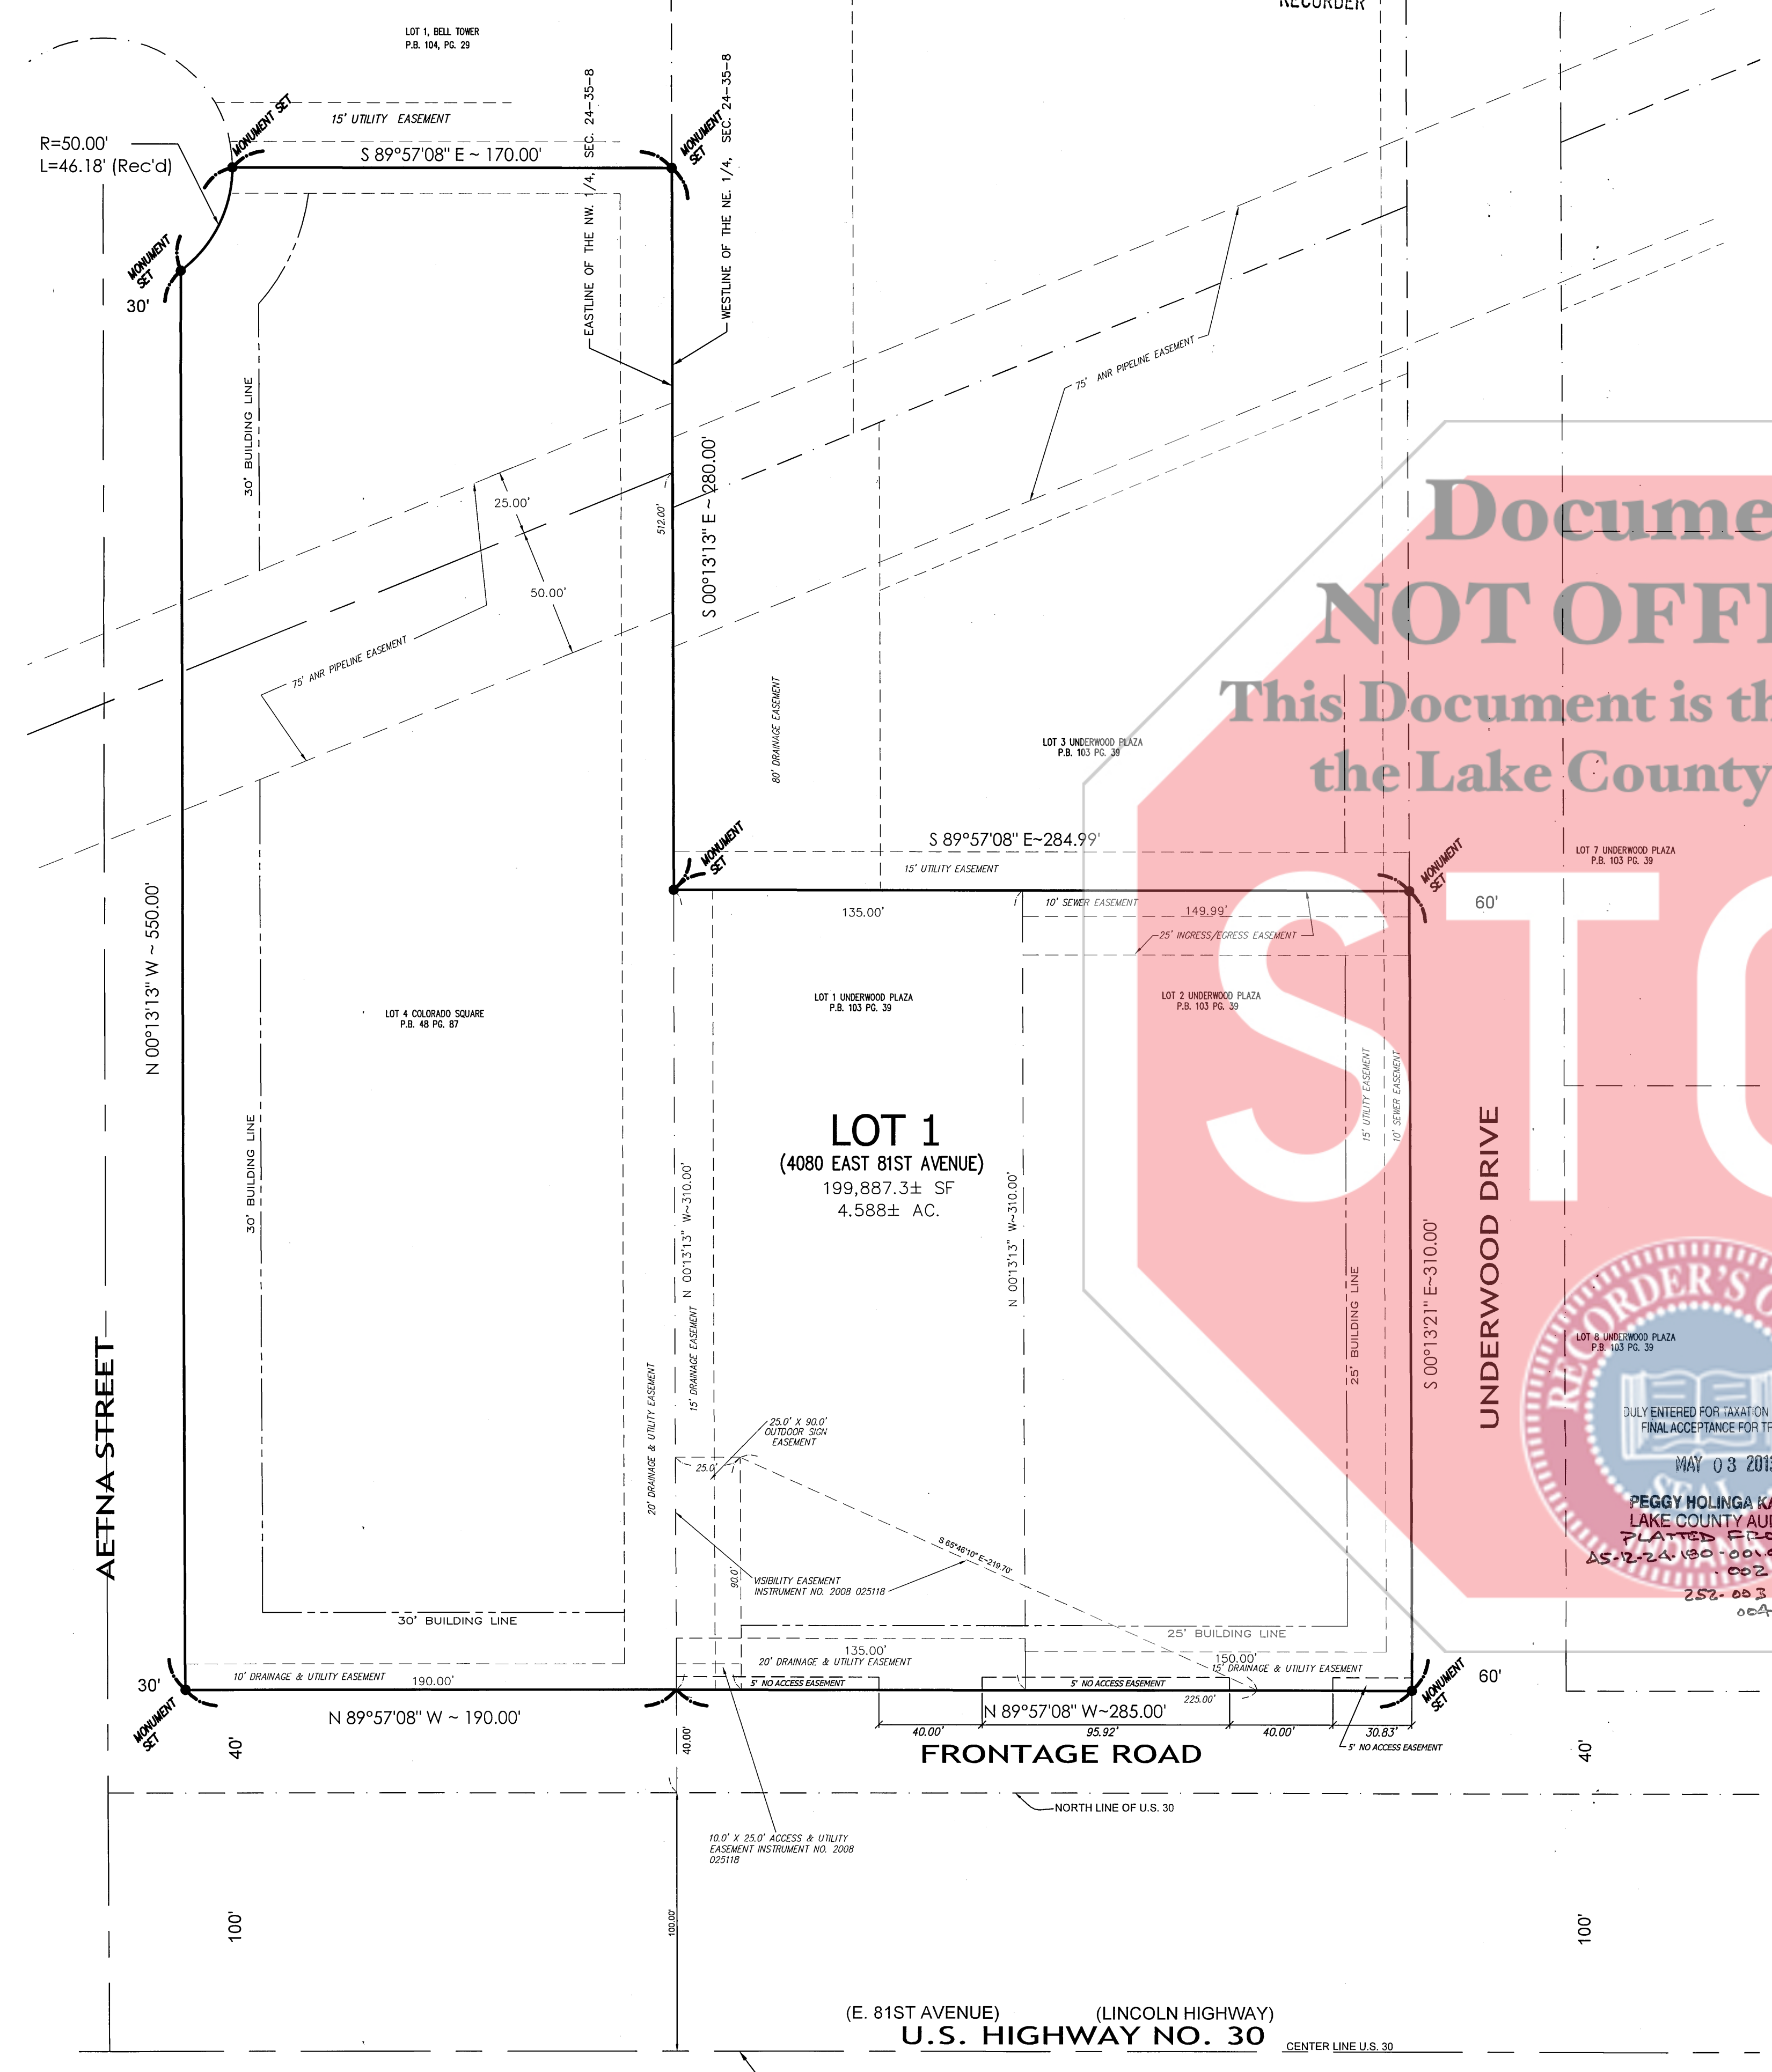 RECORDER
LOT 1, BELL TOWER
P.B. 104, PG. 29
MONUMENT SET
15' UTILITY EASEMENT
R=50.00'
L=46.18' (Rec'd)
S 89°57'08" E ~ 170.00'
MONUMENT
SET
EASTLINE OF THE NW. 1/4, SEC. 24-35-8
WESTLINE OF THE NE. 1/4, SEC. 24-35-8
MONUMENT
SET
30'
75' ANR PIPELINE EASEMENT
30' BUILDING LINE
25.00'
512.00'
S 00°13'13" E ~ 280.00'
50.00'
75' ANR PIPELINE EASEMENT
80' DRAINAGE EASEMENT
LOT 3 UNDERWOOD PLAZA
P.B. 103 PG. 39
Docume
NOT OFFI
This Document is th
the Lake County
STO
S 89°57'08" E~284.99'
MONUMENT
SET
15' UTILITY EASEMENT
MONUMENT
SET
LOT 7 UNDERWOOD PLAZA
P.B. 103 PG. 39
135.00'
10' SEWER EASEMENT
149.99'
60'
25' INGRESS/EGRESS EASEMENT
N 00°13'13" W ~ 550.00'
LOT 4 COLORADO SQUARE
P.B. 48 PG. 87
LOT 1 UNDERWOOD PLAZA
P.B. 103 PG. 39
LOT 2 UNDERWOOD PLAZA
P.B. 103 PG. 39
15' UTILITY EASEMENT
10' SEWER EASEMENT
LOT 1
(4080 EAST 81ST AVENUE)
199,887.3± SF
4.588± AC.
30' BUILDING LINE
N 00°13'13" W~310.00'
N 00°13'13" W~310.00'
25' BUILDING LINE
S 00°13'21" E~310.00'
UNDERWOOD DRIVE
AETNA STREET
15' DRAINAGE EASEMENT
20' DRAINAGE & UTILITY EASEMENT
LOT 8 UNDERWOOD PLAZA
P.B. 103 PG. 39
RECORDER'S O
SEAL
INDIANA
DULY ENTERED FOR TAXATION
FINAL ACCEPTANCE FOR TR
MAY 03 201
PEGGY HOLINGA KA
LAKE COUNTY AU
PLATTED FRO
002
252-003
004
25.0' X 90.0'
OUTDOOR SIGN
EASEMENT
25.0'
S 65°46'10" E~219.70'
90.0'
VISIBILITY EASEMENT
INSTRUMENT NO. 2008 025118
30' BUILDING LINE
25' BUILDING LINE
135.00'
150.00'
20' DRAINAGE & UTILITY EASEMENT
15' DRAINAGE & UTILITY EASEMENT
10' DRAINAGE & UTILITY EASEMENT
190.00'
5' NO ACCESS EASEMENT
5' NO ACCESS EASEMENT
225.00'
30'
60'
MONUMENT
SET
MONUMENT
SET
N 89°57'08" W ~ 190.00'
N 89°57'08" W~285.00'
40.00'
95.92'
40.00'
30.83'
5' NO ACCESS EASEMENT
40'
40.00'
FRONTAGE ROAD
40'
NORTH LINE OF U.S. 30
10.0' X 25.0' ACCESS & UTILITY
EASEMENT INSTRUMENT NO. 2008
025118
100'
100.00'
100'
(E. 81ST AVENUE) (LINCOLN HIGHWAY)
U.S. HIGHWAY NO. 30
CENTER LINE U.S. 30